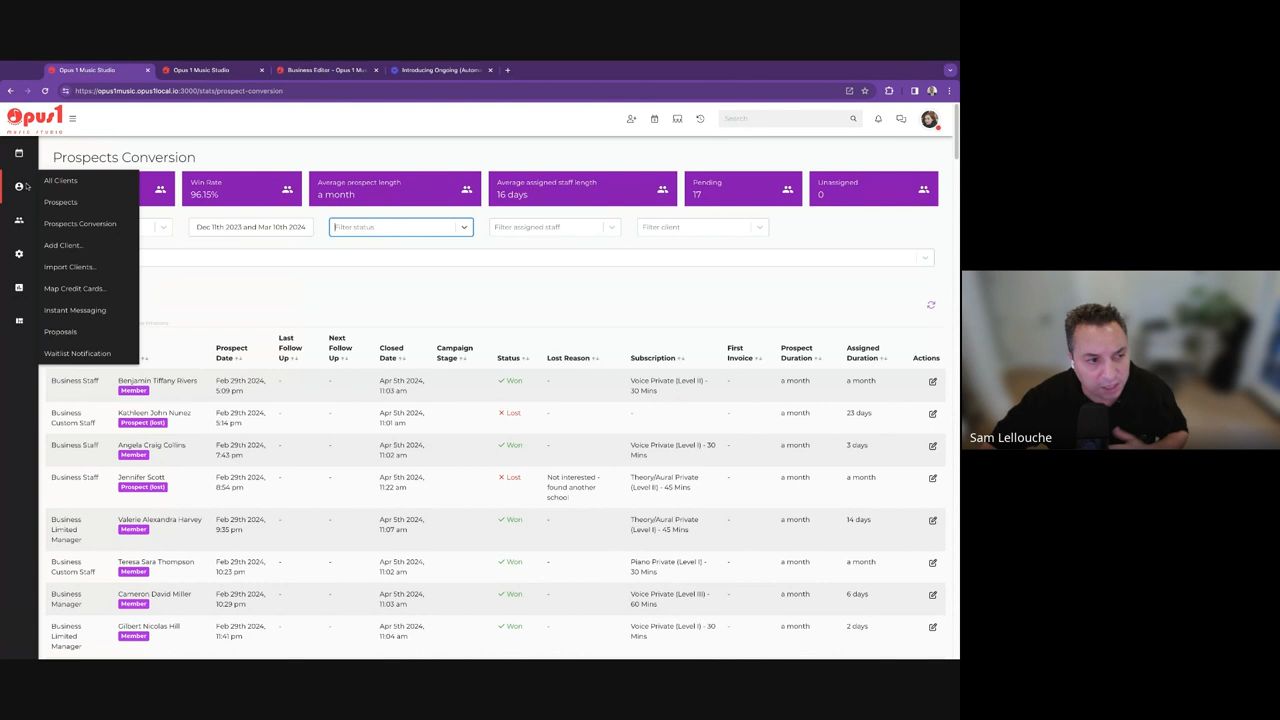 Opus 1 Music Studio
Opus 1 Music Studio
Business Editor - Opus 1 Mu
Introducing Ongoing (Autom
https://opus1music.opus1local.io:3000/stats/prospect-conversion
Opus1
MUSIC STUDIO
Search
Prospects Conversion
All Clients
Prospects
Prospects Conversion
Add Client...
Import Clients...
Map Credit Cards...
Instant Messaging
Proposals
Waitlist Notification
Win Rate
96.15%
Average prospect length
a month
Average assigned staff length
16 days
Pending
17
Unassigned
0
Dec 11th 2023 and Mar 10th 2024
Filter status
Filter assigned staff
Filter client
Prospect Date
Last Follow Up
Next Follow Up
Closed Date
Campaign Stage
Status
Lost Reason
Subscription
First Invoice
Prospect Duration
Assigned Duration
Actions
Business Staff
Benjamin Tiffany Rivers
Member
Feb 29th 2024, 5:09 pm
-
-
Apr 5th 2024, 11:03 am
Won
-
Voice Private (Level II) - 30 Mins
-
a month
a month
Business Custom Staff
Kathleen John Nunez
Prospect (lost)
Feb 29th 2024, 5:14 pm
-
-
Apr 5th 2024, 11:01 am
Lost
-
-
-
a month
23 days
Business Staff
Angela Craig Collins
Member
Feb 29th 2024, 7:43 pm
-
-
Apr 5th 2024, 11:02 am
Won
-
Voice Private (Level I) - 30 Mins
-
a month
3 days
Business Staff
Jennifer Scott
Prospect (lost)
Feb 29th 2024, 8:54 pm
-
-
Apr 5th 2024, 11:22 am
Lost
Not interested - found another school
Theory/Aural Private (Level II) - 45 Mins
-
a month
a month
Business Limited Manager
Valerie Alexandra Harvey
Member
Feb 29th 2024, 9:35 pm
-
-
Apr 5th 2024, 11:07 am
Won
-
Theory/Aural Private (Level I) - 45 Mins
-
a month
14 days
Business Custom Staff
Teresa Sara Thompson
Member
Feb 29th 2024, 10:23 pm
-
-
Apr 5th 2024, 11:02 am
Won
-
Piano Private (Level I) - 30 Mins
-
a month
a month
Business Manager
Cameron David Miller
Member
Feb 29th 2024, 10:29 pm
-
-
Apr 5th 2024, 11:03 am
Won
-
Voice Private (Level III) - 60 Mins
-
a month
6 days
Business Limited Manager
Gilbert Nicolas Hill
Member
Feb 29th 2024, 11:41 pm
-
-
Apr 5th 2024, 11:04 am
Won
-
Voice Private (Level I) - 30 Mins
-
a month
2 days
Sam Lellouche